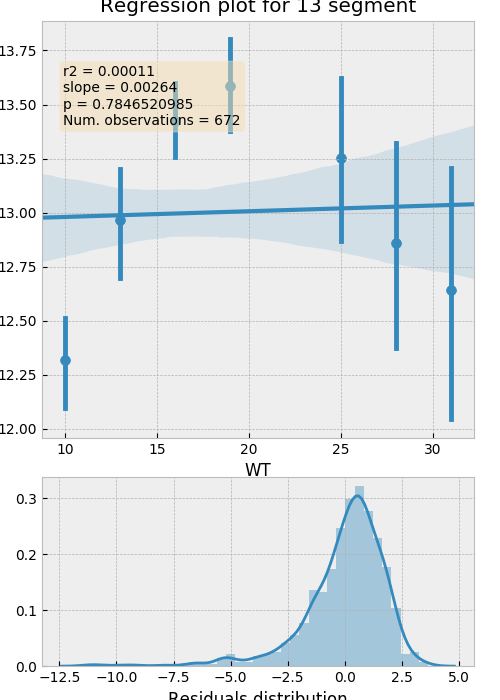 Regression plot for 13 segment
13.75
r2 = 0.00011
slope = 0.00264
13.50
p = 0.7846520985
Num. observations = 672
13.25
13.00
12.75
12.50
12.25
12.00
10 15 20 25 30
WT
0.3
0.2
0.1
0.0
−12.5 −10.0 −7.5 −5.0 −2.5 0.0 2.5 5.0
Residuals distribution